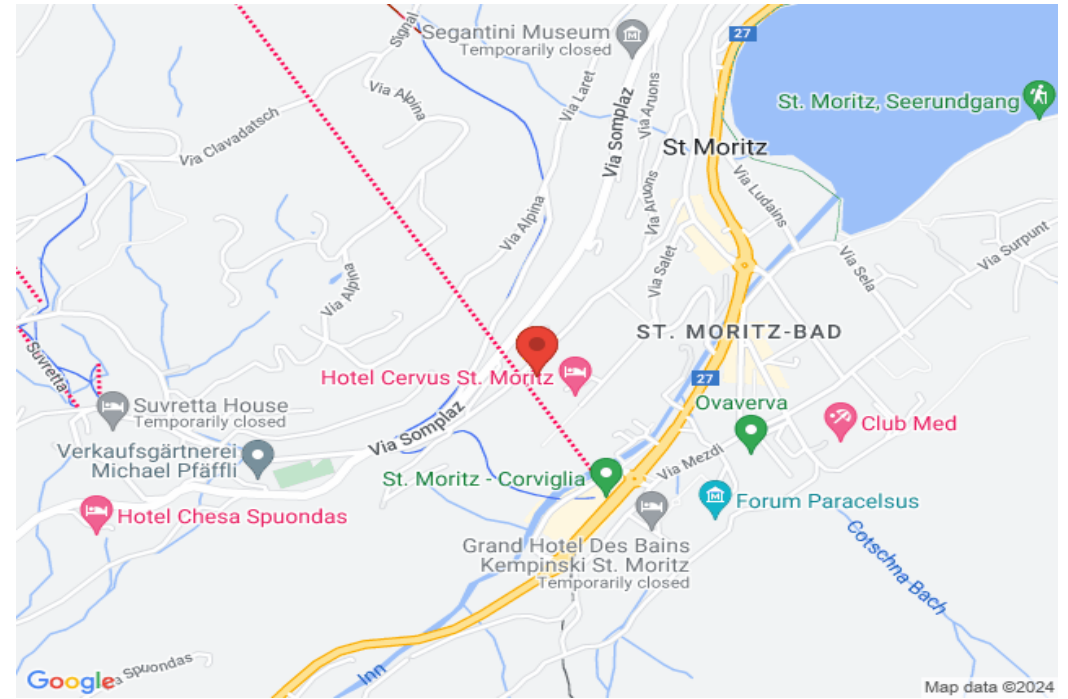 Segantini Museum
Temporarily closed
27
Signal
Via Alpina
Via Laret
Via Somplaz
Via Aruons
St. Moritz, Seerundgang
Via Clavadatsch
St Moritz
Via Ludains
Via Aruons
Via Alpina
Via Salet
Via Sela
Via Surpunt
Via Alpina
ST. MORITZ-BAD
Suvretta
Hotel Cervus St. Moritz
27
Suvretta House
Temporarily closed
Ovaverva
Club Med
Via Somplaz
Verkaufsgärtnerei
Michael Pfäffli
St. Moritz - Corviglia
Via Mezdi
Forum Paracelsus
Hotel Chesa Spuondas
Grand Hotel Des Bains
Kempinski St. Moritz
Temporarily closed
Cotschna Bach
Spuondas
Inn
Google
Map data ©2024